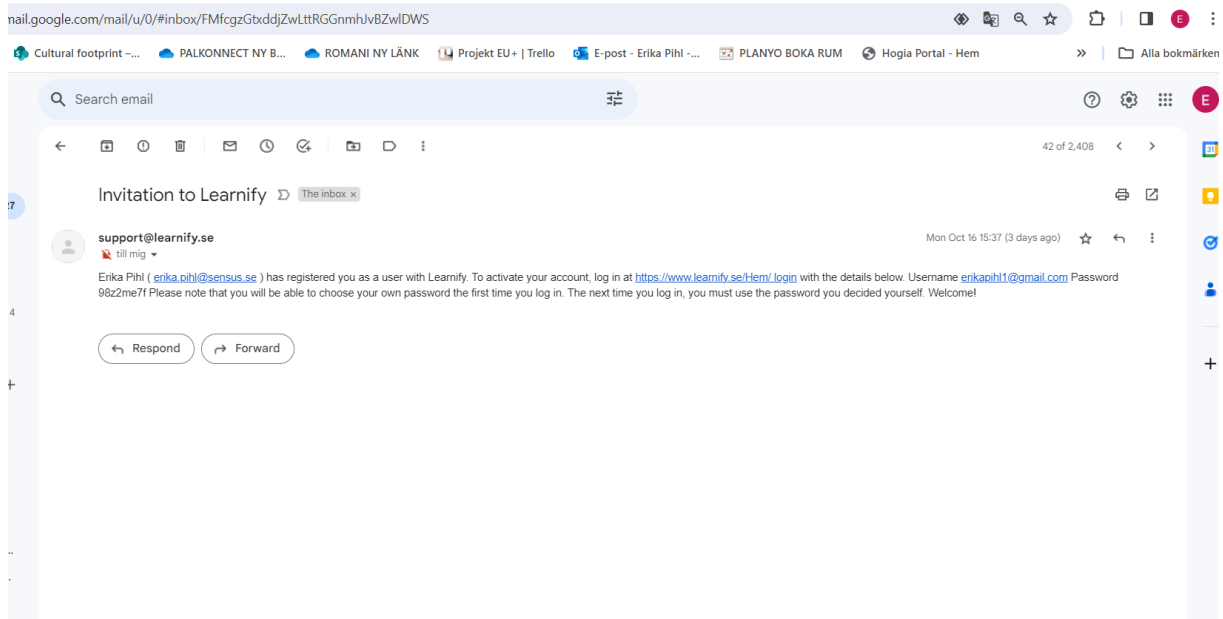 mail.google.com/mail/u/0/#inbox/FMfcgzGtxddjZwLttRGGnmhJvBZwlDWS
E
Cultural footprint –... PALKONNECT NY B... ROMANI NY LÄNK Projekt EU+ | Trello E-post - Erika Pihl -... PLANYO BOKA RUM Hogia Portal - Hem » Alla bokmärken
Search email
E
42 of 2,408
31
Invitation to Learnify The inbox ×
27
support@learnify.se Mon Oct 16 15:37 (3 days ago)
till mig
Erika Pihl ( erika.pihl@sensus.se ) has registered you as a user with Learnify. To activate your account, log in at https://www.learnify.se/Hem/ login with the details below. Username erikapihl1@gmail.com Password
98z2me7f Please note that you will be able to choose your own password the first time you log in. The next time you log in, you must use the password you decided yourself. Welcome!
4
Respond Forward